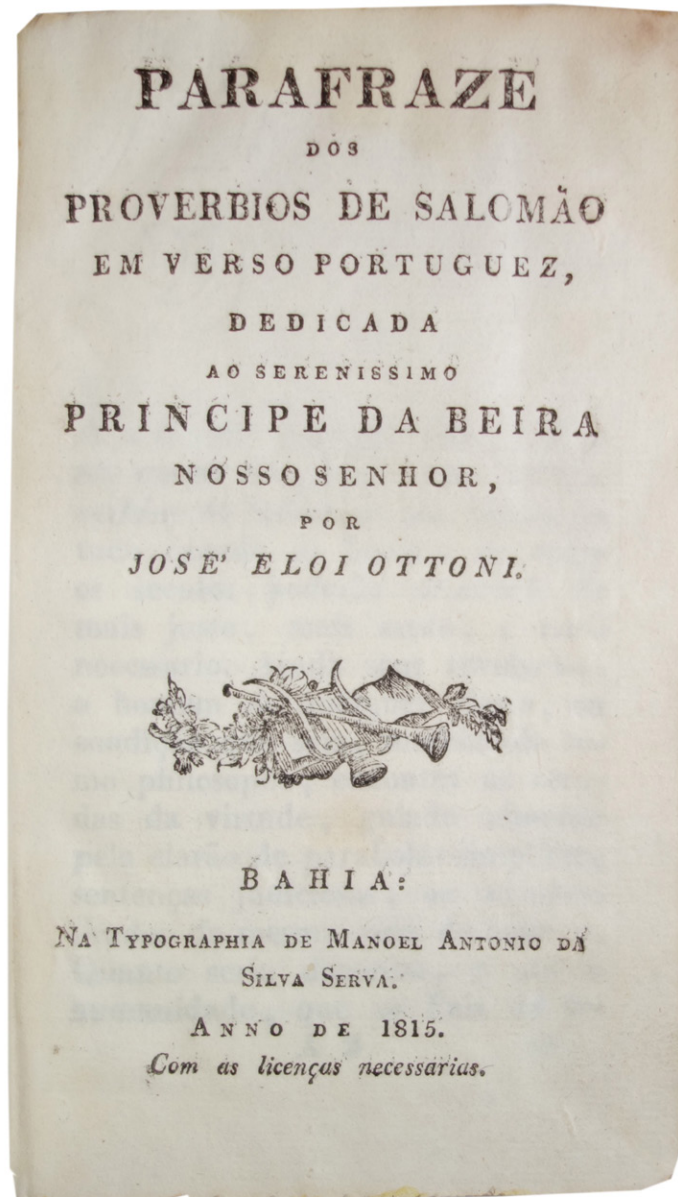 PARAFRAZE
DOS
PROVERBIOS DE SALOMÃO
EM VERSO PORTUGUEZ,
DEDICADA
AO SERENISSIMO
PRINCIPE DA BEIRA
NOSSO SENHOR,
POR
JOSE' ELOI OTTONI.
BAHIA:
NA TYPOGRAPHIA DE MANOEL ANTONIO DA
SILVA SERVA.
ANNO DE 1815.
Com as licenças necessarias.